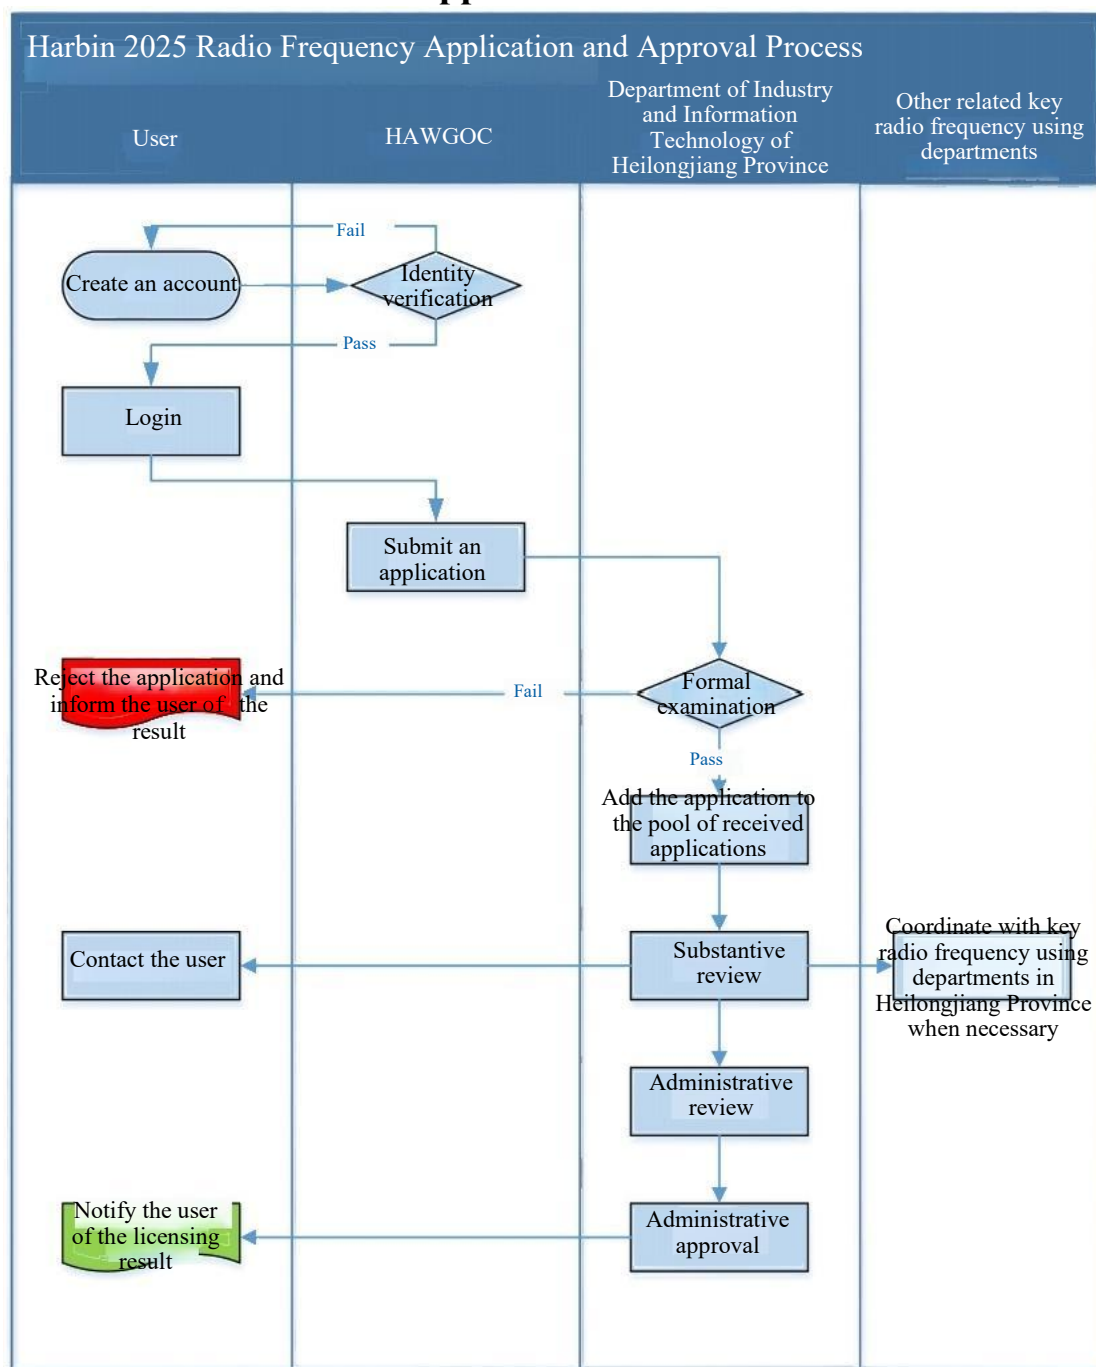 Harbin 2025 Radio Frequency Application and Approval Process
User
HAWGOC
Department of Industry
and Information
Technology of
Heilongjiang Province
Other related key
radio frequency using
departments
Fail
Create an account
Identity
verification
Pass
Login
Submit an
application
Reject the application and
inform the user of the
result
Fail
Formal
examination
Pass
Add the application to
the pool of received
applications
Contact the user
Substantive
review
Coordinate with key
radio frequency using
departments in
Heilongjiang Province
when necessary
Administrative
review
Notify the user
of the licensing
result
Administrative
approval